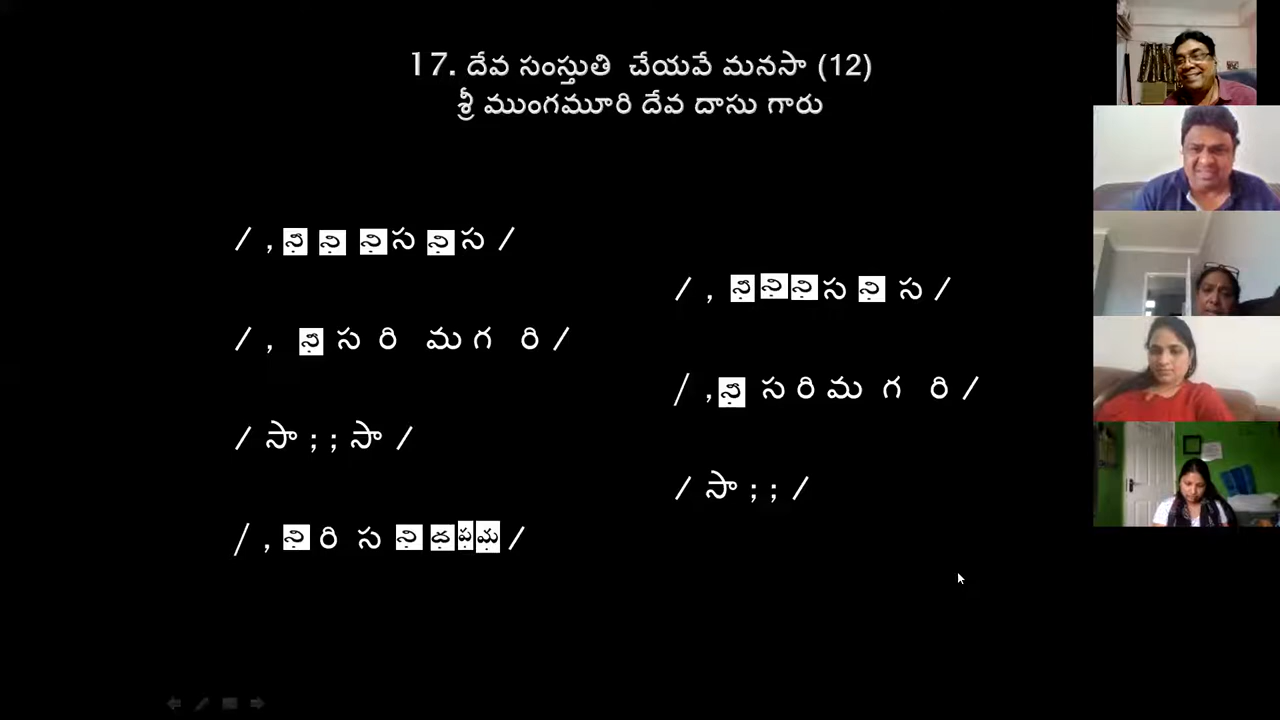 17. దేవ సంస్తుతి చేయవే మనసా (12)
శ్రీ ముంగమూరి దేవ దాసు గారు
/ , నీ ని ని స ని స /
/ , నీ ని ని స ని స /
/ , నీ స రి మ గ రి /
/ , నీ స రి మ గ రి /
/ సా ; ; సా /
/ సా ; ; /
/ , ని రి స ని ద ప మ /